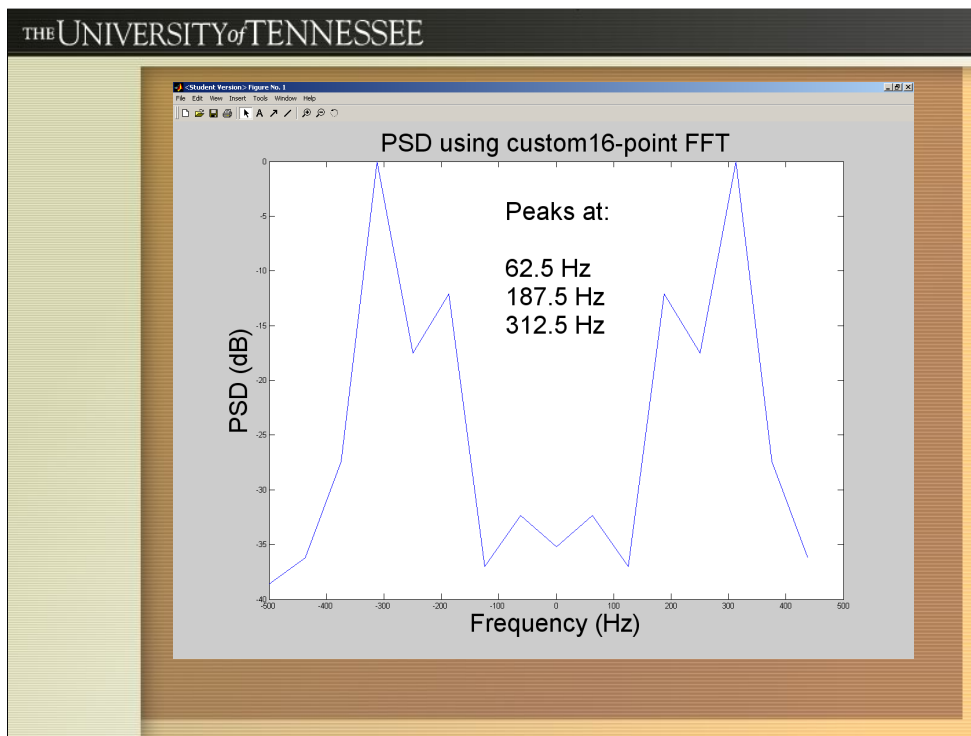 THE UNIVERSITY of TENNESSEE
<Student Version> Figure No. 1
File Edit View Insert Tools Window Help
A
PSD using custom16-point FFT
Peaks at:
62.5 Hz
187.5 Hz
312.5 Hz
PSD (dB)
0
-5
-10
-15
-20
-25
-30
-35
-40
-500 -400 -300 -200 -100 0 100 200 300 400 500
Frequency (Hz)